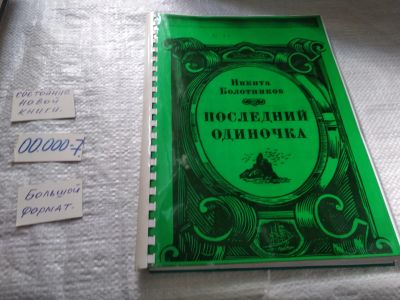 состояние
новой
книги.
00.000-7
Большой
формат.
Никита
Болотников
ПОСЛЕДНИЙ
ОДИНОЧКА